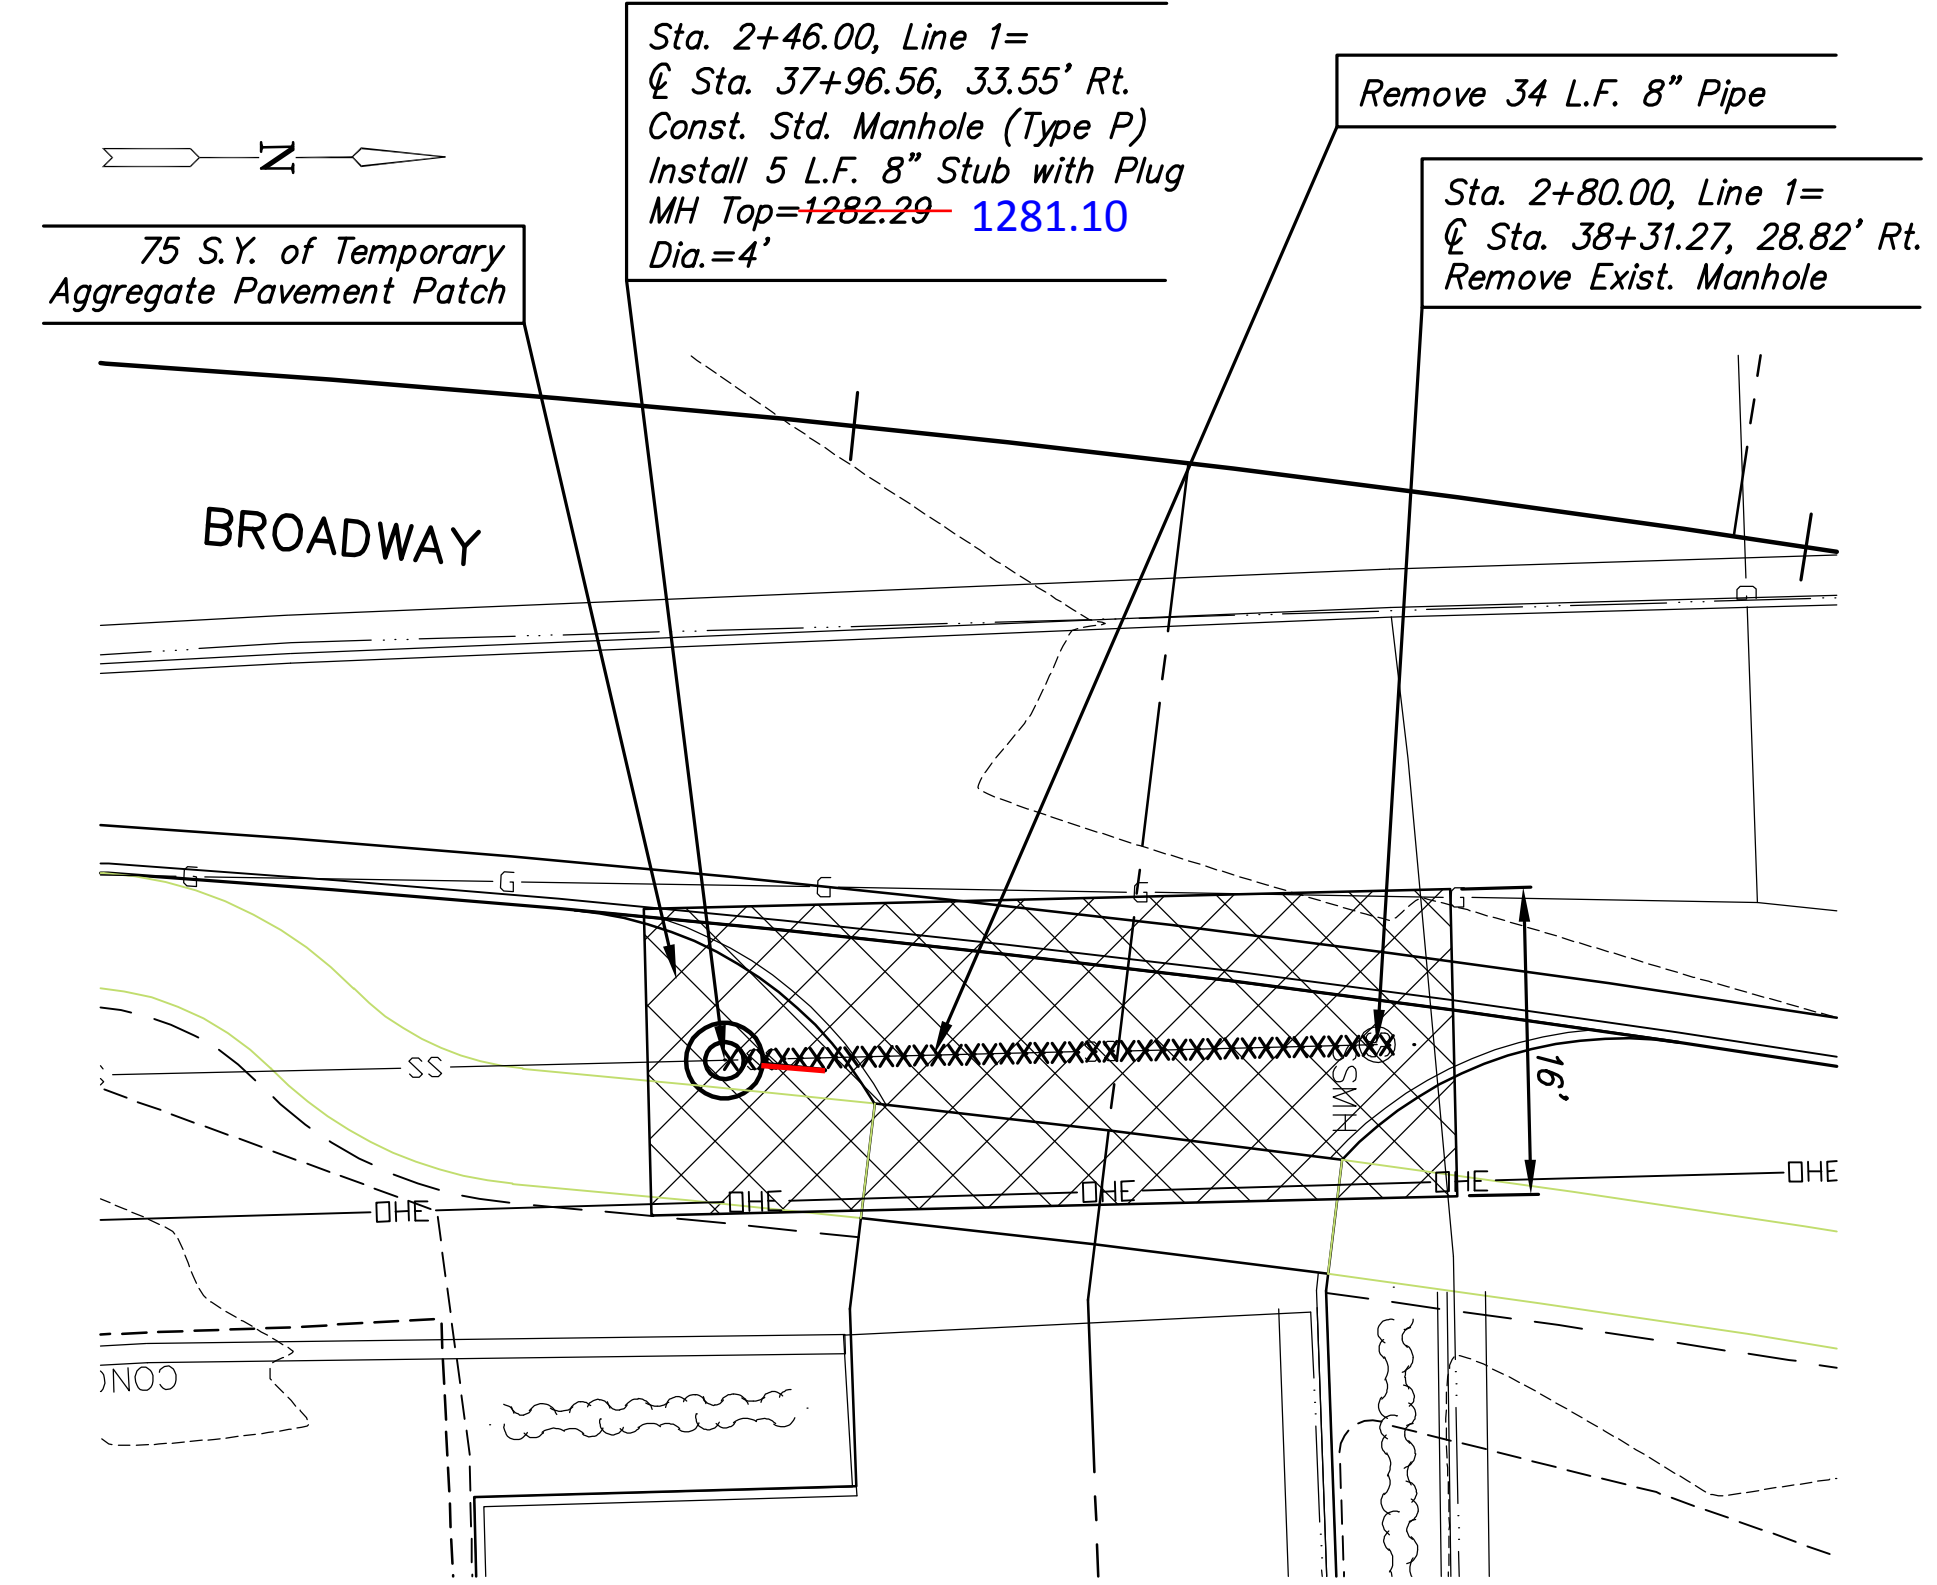 Sta. 2+46.00, Line 1=
℄ Sta. 37+96.56, 33.55' Rt.
Const. Std. Manhole (Type P)
Install 5 L.F. 8" Stub with Plug
MH Top=1282.29 1281.10
Dia.=4'
Remove 34 L.F. 8" Pipe
Sta. 2+80.00, Line 1=
℄ Sta. 38+31.27, 28.82' Rt.
Remove Exist. Manhole
N
75 S.Y. of Temporary
Aggregate Pavement Patch
BROADWAY
G
G
G
G
G
G
SS
SMH
16'
OHE
OHE
OHE
OHE
OHE
CONC